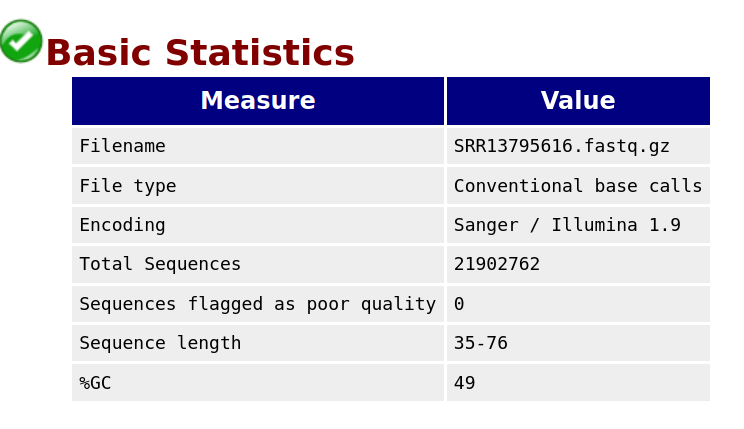 Basic Statistics
Measure Value
Filename SRR13795616.fastq.gz
File type Conventional base calls
Encoding Sanger / Illumina 1.9
Total Sequences 21902762
Sequences flagged as poor quality 0
Sequence length 35-76
%GC 49